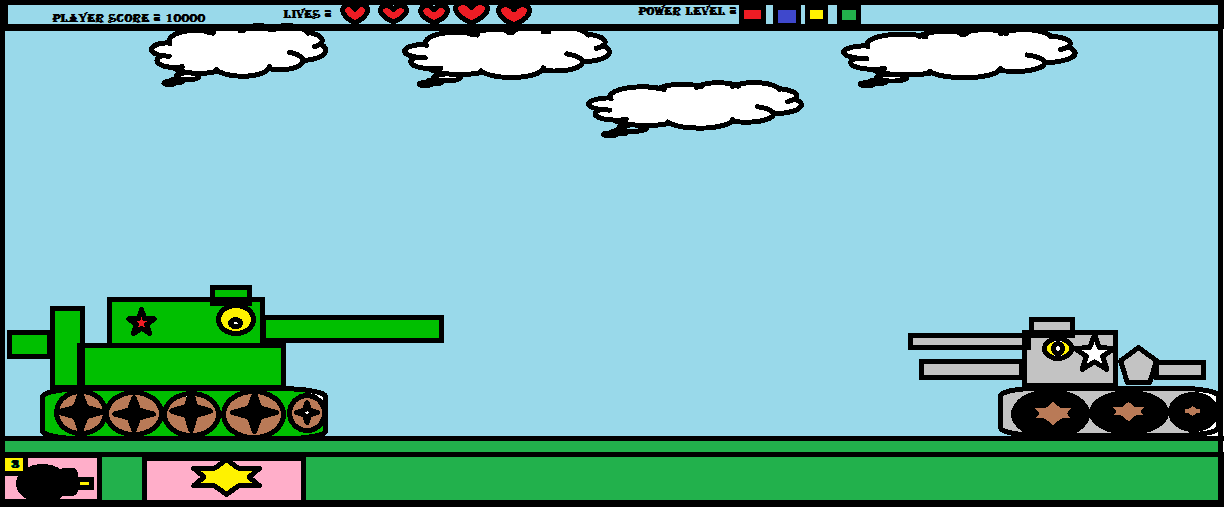 PLAYER SCORE = 10000
LIVES =
POWER LEVEL =
3